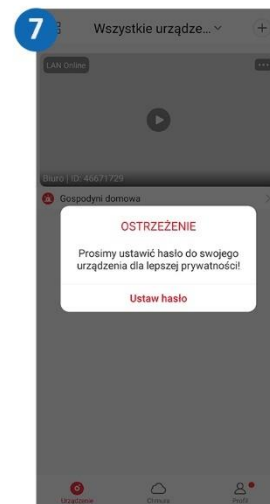 7
Wszystkie urządze...
LAN Online
Biuro | ID: 46671729
Gospodyni domowa
OSTRZEŻENIE
Prosimy ustawić hasło do swojego
urządzenia dla lepszej prywatności!
Ustaw hasło
Urządzenie
Chmura
Profil